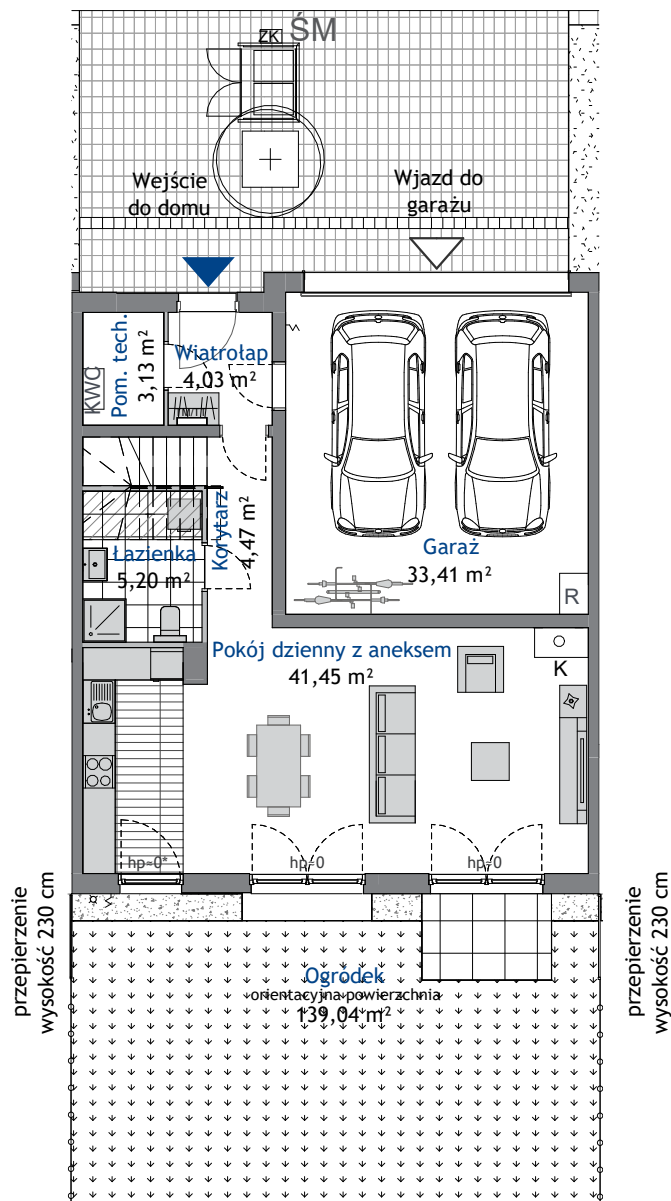 ZK
ŚM
Wejście
do domu
Wjazd do
garażu
KWC
Pom. tech.
3,13 m²
Wiatrołap
4,03 m²
Korytarz
4,47 m²
Łazienka
5,20 m²
Garaż
33,41 m²
R
Pokój dzienny z aneksem
41,45 m²
K
hp≈0*
hp≈0
hp≈0
przepierzenie
wysokość 230 cm
przepierzenie
wysokość 230 cm
Ogródek
orientacyjna powierzchnia
139,04 m²